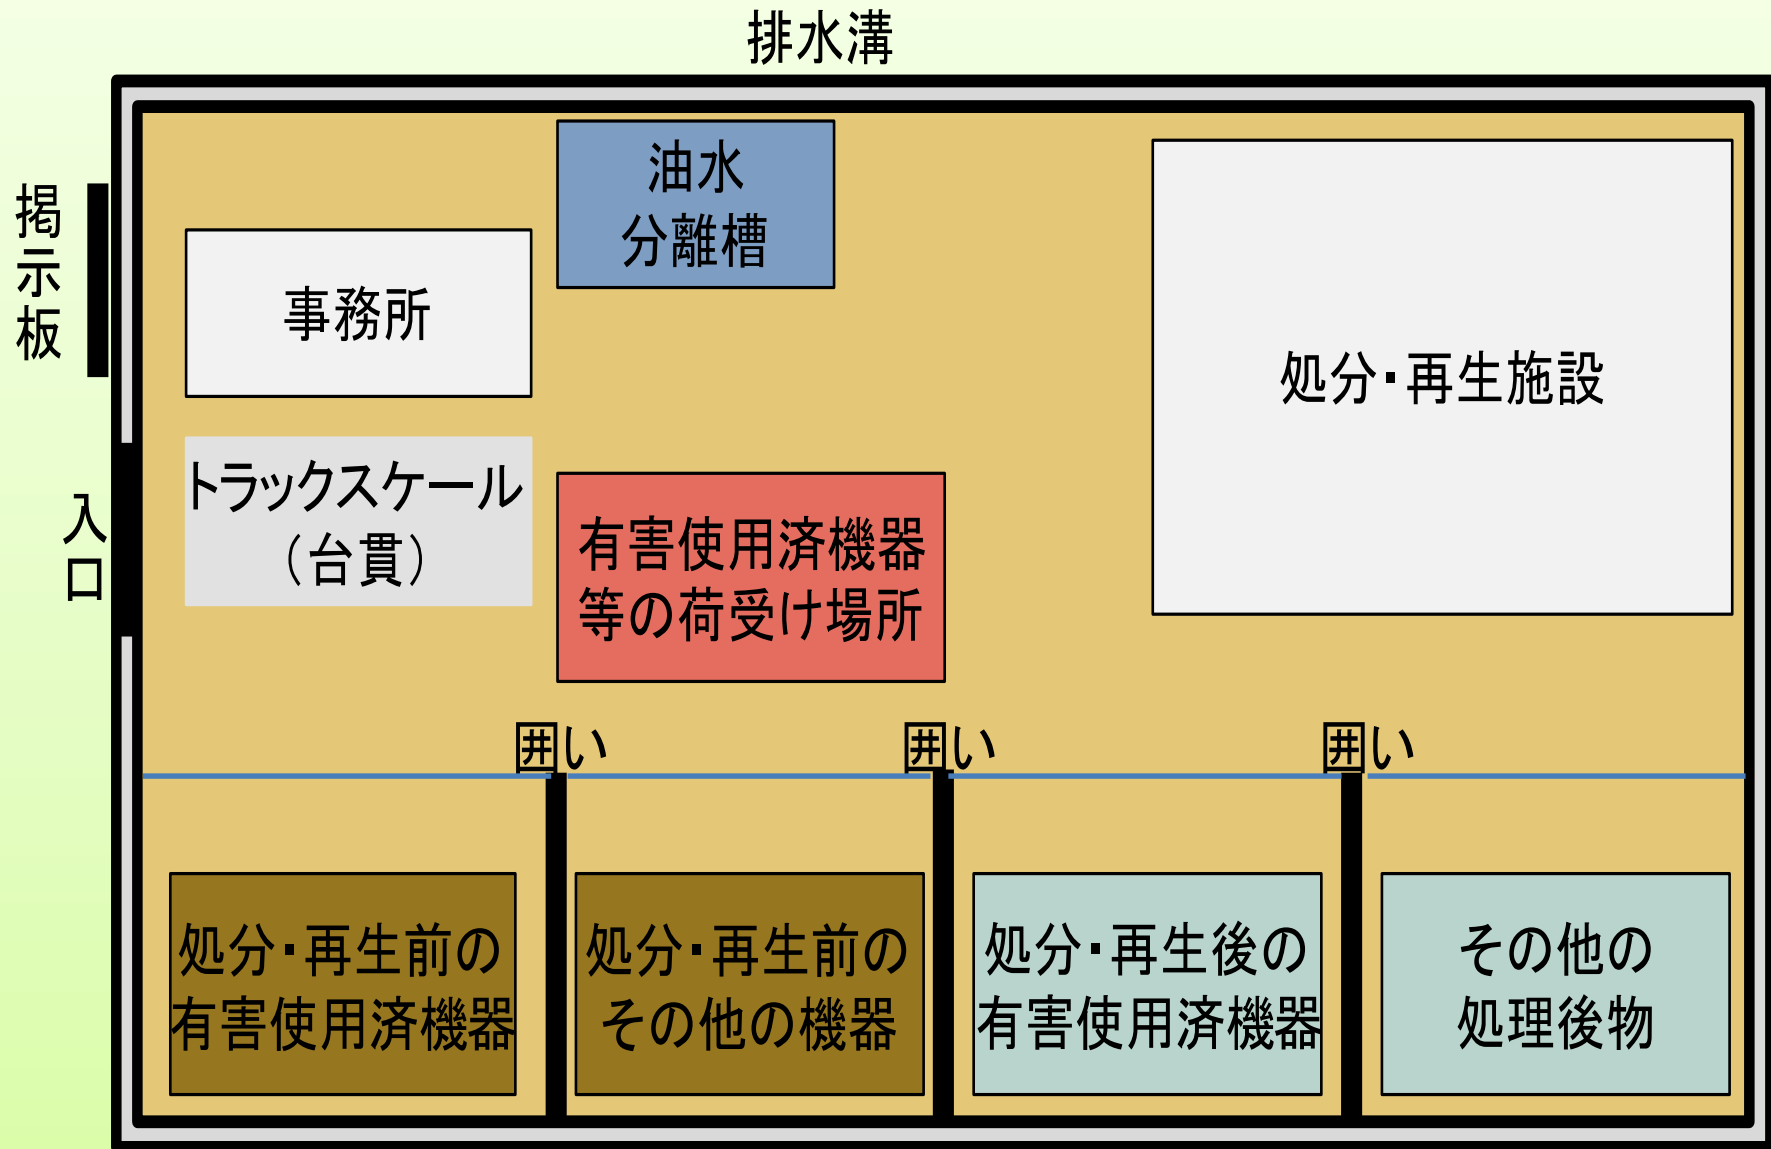 排水溝
掲示板
油水
分離槽
事務所
処分・再生施設
トラックスケール
（台貫）
入口
有害使用済機器
等の荷受け場所
囲い
囲い
囲い
処分・再生前の
有害使用済機器
処分・再生前の
その他の機器
処分・再生後の
有害使用済機器
その他の
処理後物